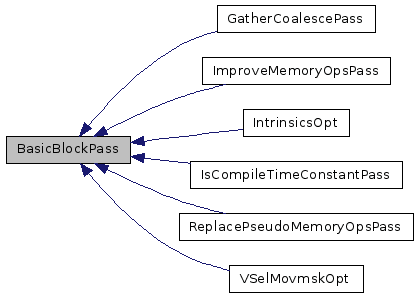 GatherCoalescePass
ImproveMemoryOpsPass
IntrinsicsOpt
BasicBlockPass
IsCompileTimeConstantPass
ReplacePseudoMemoryOpsPass
VSelMovmskOpt